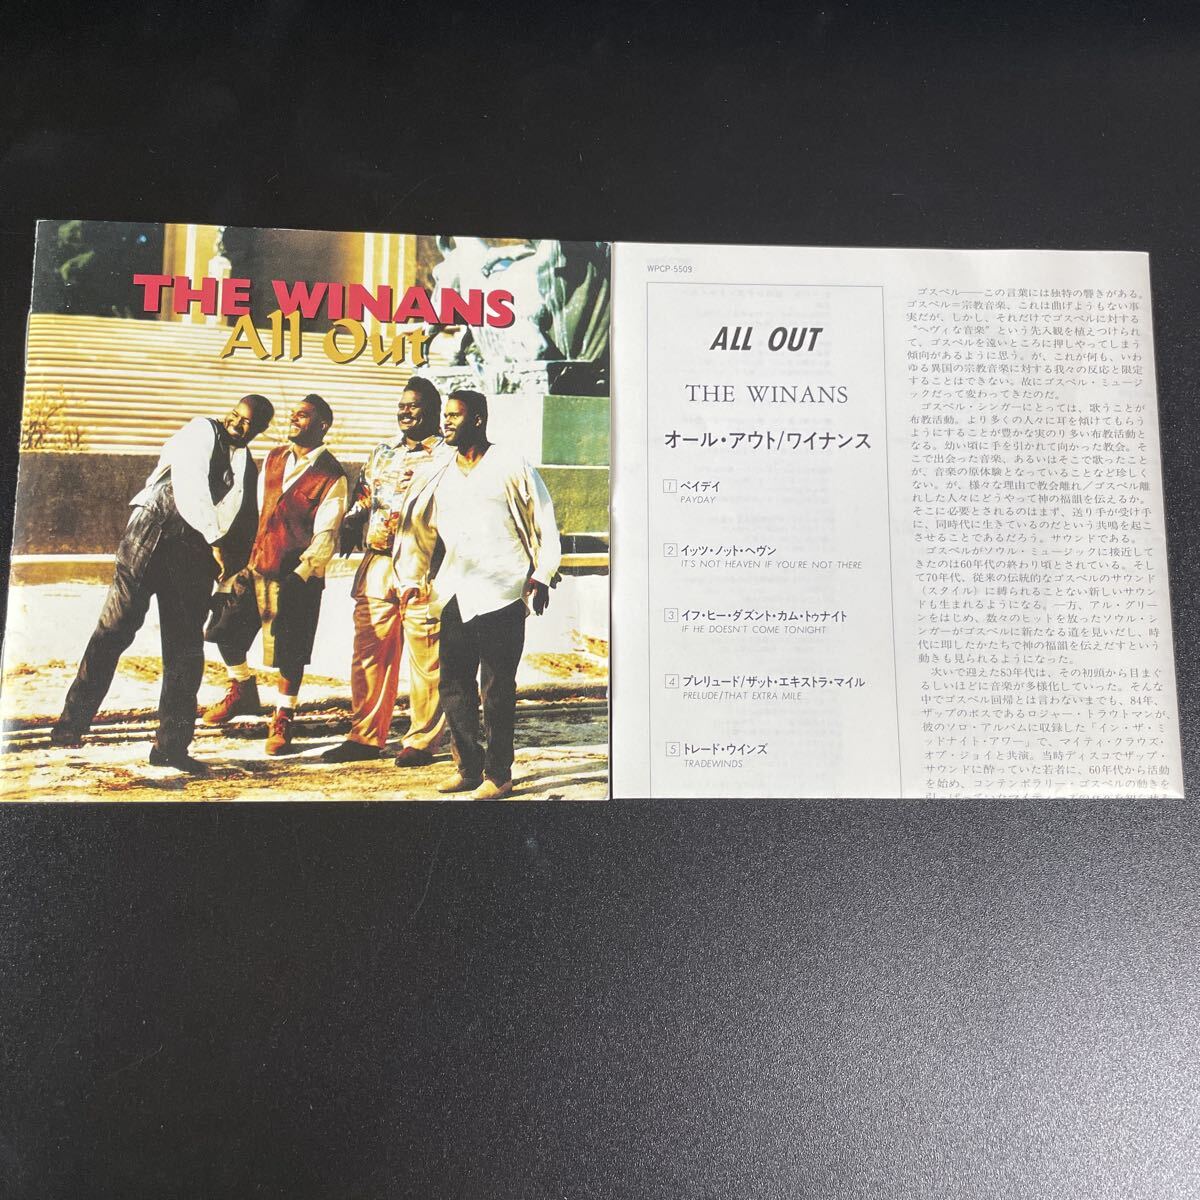 THE WINANS
All Out
WPCP-5509
ALL OUT
THE WINANS
オール・アウト/ワイナンス
1 ペイデイ
PAYDAY
2 イッツ・ノット・ヘヴン
IT'S NOT HEAVEN IF YOU'RE NOT THERE
3 イフ・ヒー・ダズント・カム・トゥナイト
IF HE DOESN'T COME TONIGHT
4 プレリュード/ザット・エキストラ・マイル
PRELUDE/THAT EXTRA MILE...
5 トレード・ウインズ
TRADEWINDS
ゴスペル――この言葉には独特の響きがある。
ゴスペル＝宗教音楽。これは曲げようもない事
実だが、しかし、それだけでゴスペルに対する
“ヘヴィな音楽”という先入観を植えつけられ
て、ゴスペルを遠いところに押しやってしまう
傾向があるように思う。が、これが何も、いわ
ゆる異国の宗教音楽に対する我々の反応と限定
することはできない。故にゴスペル・ミュージ
ックだって変わってきたのだ。
ゴスペル・シンガーにとっては、歌うことが
布教活動。より多くの人々に耳を傾けてもらう
ようにすることが豊かな実のり多い布教活動と
なる。幼い頃に手を引かれて向かった教会。そ
こで出会った音楽、あるいはそこで歌ったこと
が、音楽の原体験となっていることなど珍しく
ない。が、様々な理由で教会離れ／ゴスペル離
れした人々にどうやって神の福韻を伝えるか。
そこに必要とされるのはまず、送り手が受け手
に、同時代に生きているのだという共鳴を起こ
させることであるだろう。サウンドである。
ゴスペルがソウル・ミュージックに接近して
きたのは60年代の終わり頃とされている。そし
て70年代、従来の伝統的なゴスペルのサウンド
（スタイル）に縛られることない新しいサウン
ドも生まれるようになる。一方、アル・グリー
ンをはじめ、数々のヒットを放ったソウル・シ
ンガーがゴスペルに新たなる道を見いだし、時
代に即したかたちで神の福韻を伝えだすという
動きも見られるようになった。
次いで迎えた80年代は、その初頭から目まぐ
るしいほどに音楽が多様化していった。そんな
中でゴスペル回帰とは言わないまでも、84年、
ザップのボスであるロジャー・トラウトマンが、
彼のソロ・アルバムに収録した「イン・ザ・ミ
ッドナイト・アワー」で、マイティ・クラウズ・
オブ・ジョイと共演。当時ディスコでザップ・
サウンドに酔っていた若者に、60年代から活動
を始め、コンテンポラリー・ゴスペルの動きを